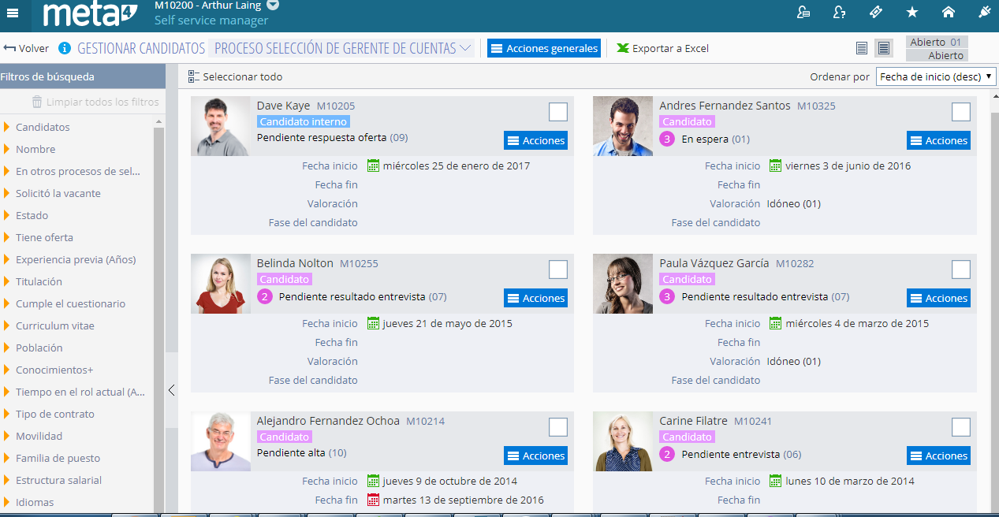 meta4
M10200 - Arthur Laing
Self service manager
Volver
GESTIONAR CANDIDATOS
PROCESO SELECCIÓN DE GERENTE DE CUENTAS
Acciones generales
Exportar a Excel
Abierto 01
Abierto
Filtros de búsqueda
Limpiar todos los filtros
Candidatos
Nombre
En otros procesos de sel...
Solicitó la vacante
Estado
Tiene oferta
Experiencia previa (Años)
Titulación
Cumple el cuestionario
Curriculum vitae
Población
Conocimientos+
Tiempo en el rol actual (A...
Tipo de contrato
Movilidad
Familia de puesto
Estructura salarial
Idiomas
Seleccionar todo
Ordenar por Fecha de inicio (desc)
Dave Kaye M10205
Candidato interno
Pendiente respuesta oferta (09)
Acciones
Fecha inicio miércoles 25 de enero de 2017
Fecha fin
Valoración
Fase del candidato
Andres Fernandez Santos M10325
Candidato
3 En espera (01)
Acciones
Fecha inicio viernes 3 de junio de 2016
Fecha fin
Valoración Idóneo (01)
Fase del candidato
Belinda Nolton M10255
Candidato
2 Pendiente resultado entrevista (07)
Acciones
Fecha inicio jueves 21 de mayo de 2015
Fecha fin
Valoración
Fase del candidato
Paula Vázquez García M10282
Candidato
3 Pendiente resultado entrevista (07)
Acciones
Fecha inicio miércoles 4 de marzo de 2015
Fecha fin
Valoración Idóneo (01)
Fase del candidato
Alejandro Fernandez Ochoa M10214
Candidato
Pendiente alta (10)
Acciones
Fecha inicio jueves 9 de octubre de 2014
Fecha fin martes 13 de septiembre de 2016
Carine Filatre M10241
Candidato
2 Pendiente entrevista (06)
Acciones
Fecha inicio lunes 10 de marzo de 2014
Fecha fin